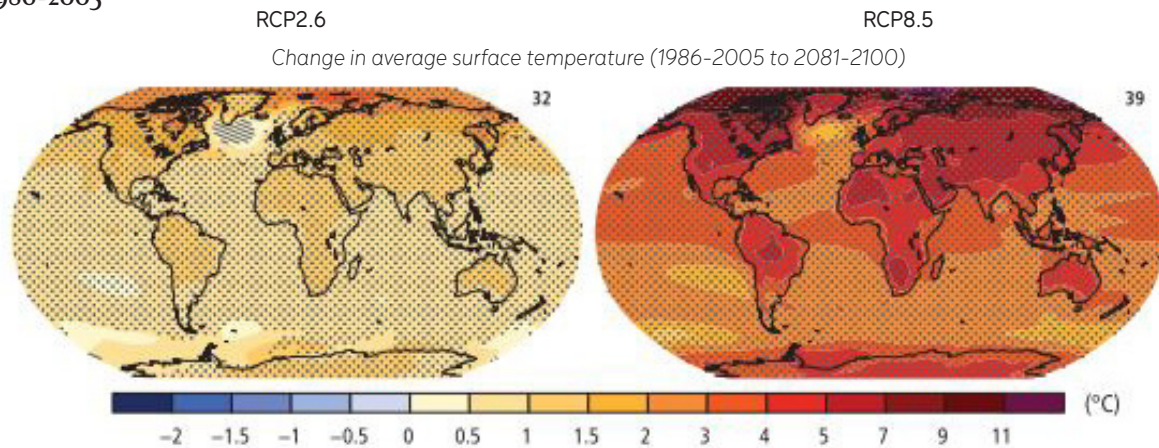 RCP2.6 RCP8.5
Change in average surface temperature (1986-2005 to 2081-2100)
32 39
−2 −1.5 −1 −0.5 0 0.5 1 1.5 2 3 4 5 7 9 11 (°C)